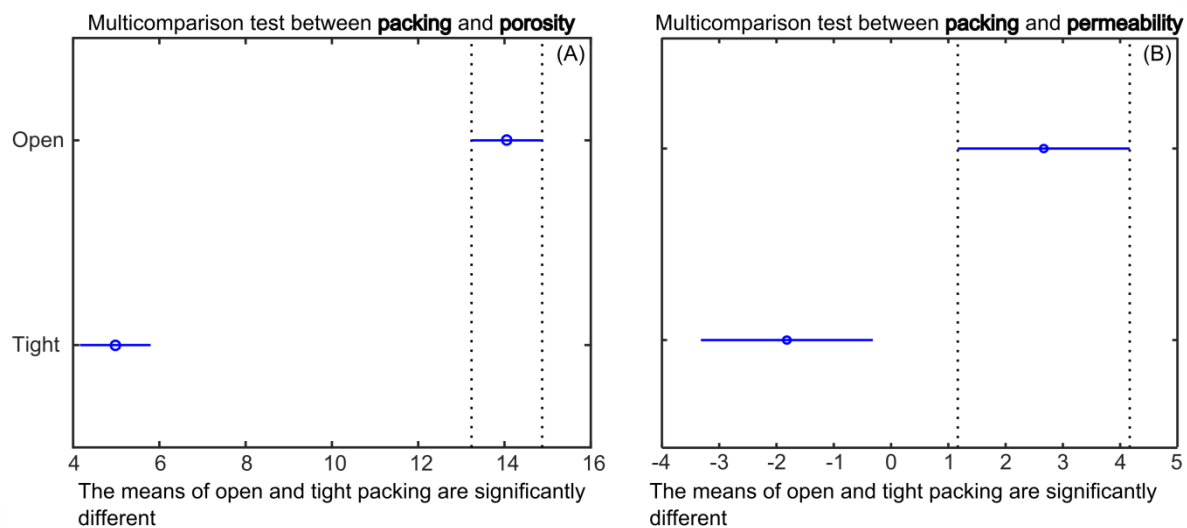 Multicomparison test between packing and porosity
(A)
Open
Tight
4 6 8 10 12 14 16
The means of open and tight packing are significantly
different
Multicomparison test between packing and permeability
(B)
-4 -3 -2 -1 0 1 2 3 4 5
The means of open and tight packing are significantly
different